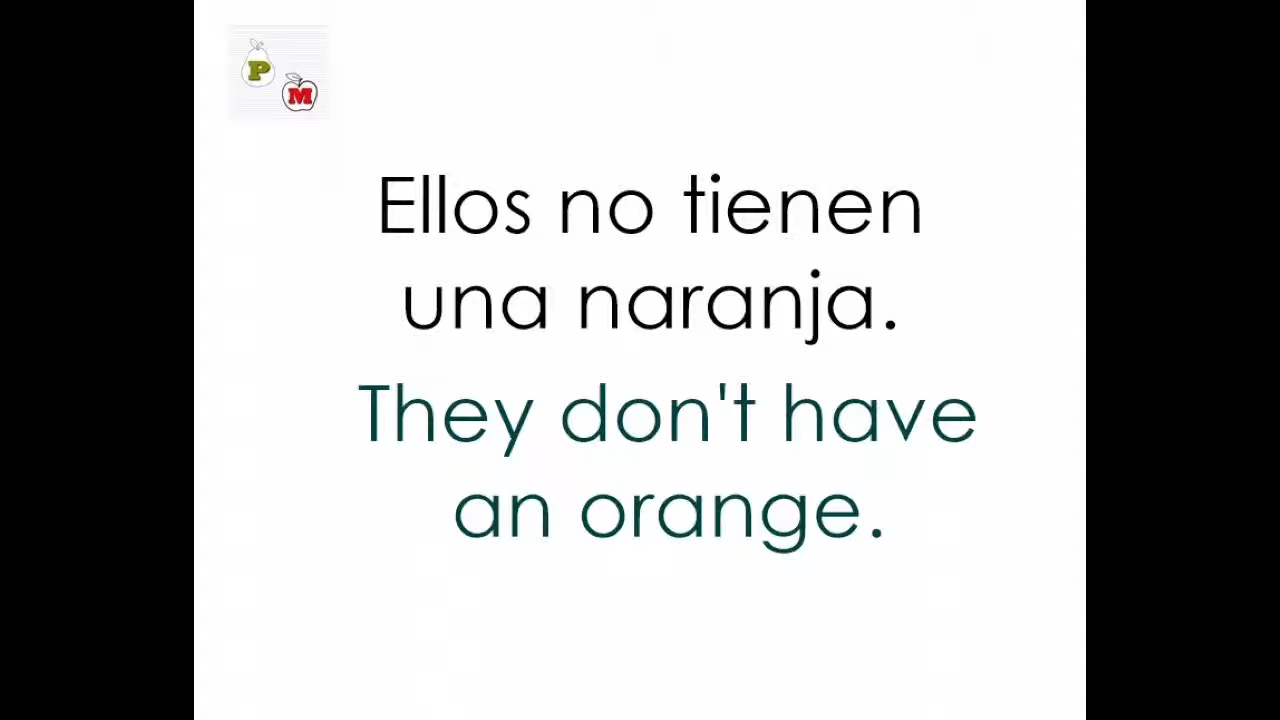 P
M
Ellos no tienen
una naranja.
They don't have
an orange.